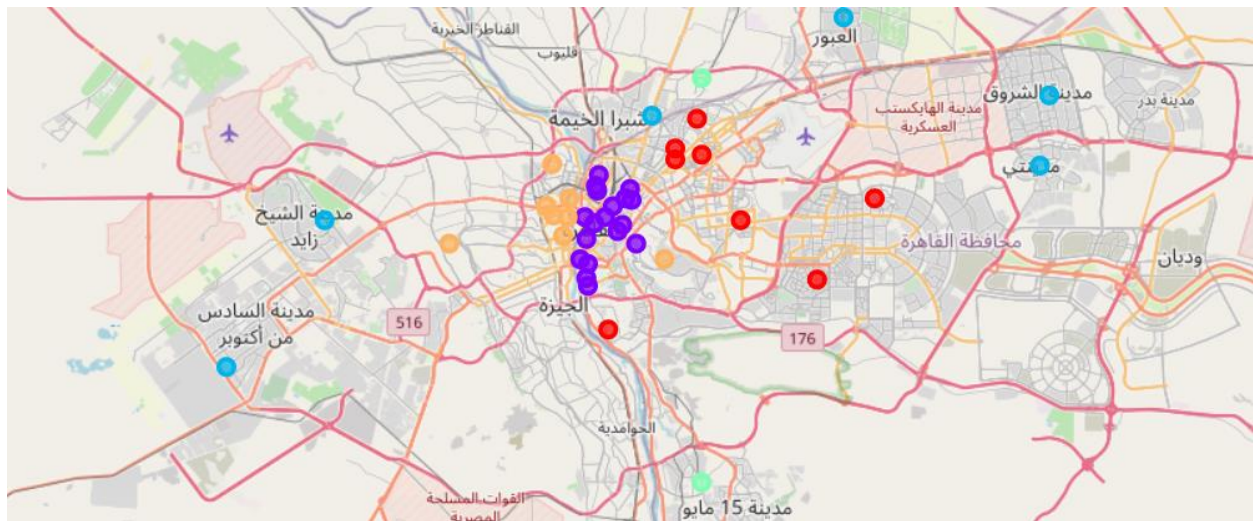 القناطر الخيرية
قليوب
العبور
شبرا الخيمة
مدينة الشروق
مدينة بدر
مدينة الهايكستب
العسكرية
مدينة الشيخ
زايد
محافظة القاهرة
وديان
الجيزة
مدينة السادس
من أكتوبر
516
176
الحوامدية
مدينة 15 مايو
القوات المسلحة
المصرية